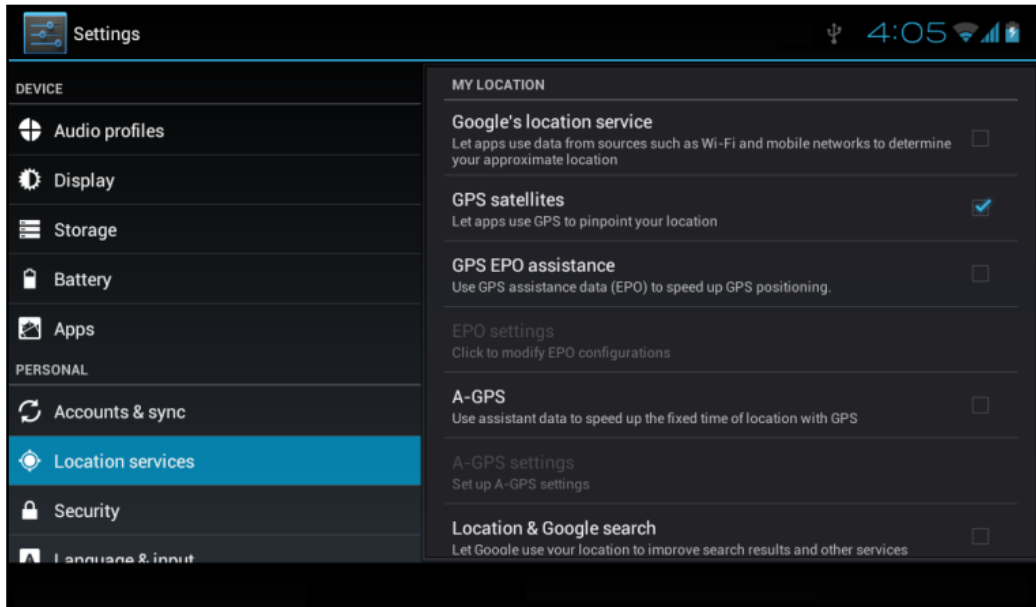 Settings
4:05
DEVICE
Audio profiles
Display
Storage
Battery
Apps
PERSONAL
Accounts & sync
Location services
Security
A Language & input
MY LOCATION
Google's location service
Let apps use data from sources such as Wi-Fi and mobile networks to determine
your approximate location
GPS satellites
Let apps use GPS to pinpoint your location
GPS EPO assistance
Use GPS assistance data (EPO) to speed up GPS positioning.
EPO settings
Click to modify EPO configurations
A-GPS
Use assistant data to speed up the fixed time of location with GPS
A-GPS settings
Set up A-GPS settings
Location & Google search
Let Google use your location to improve search results and other services